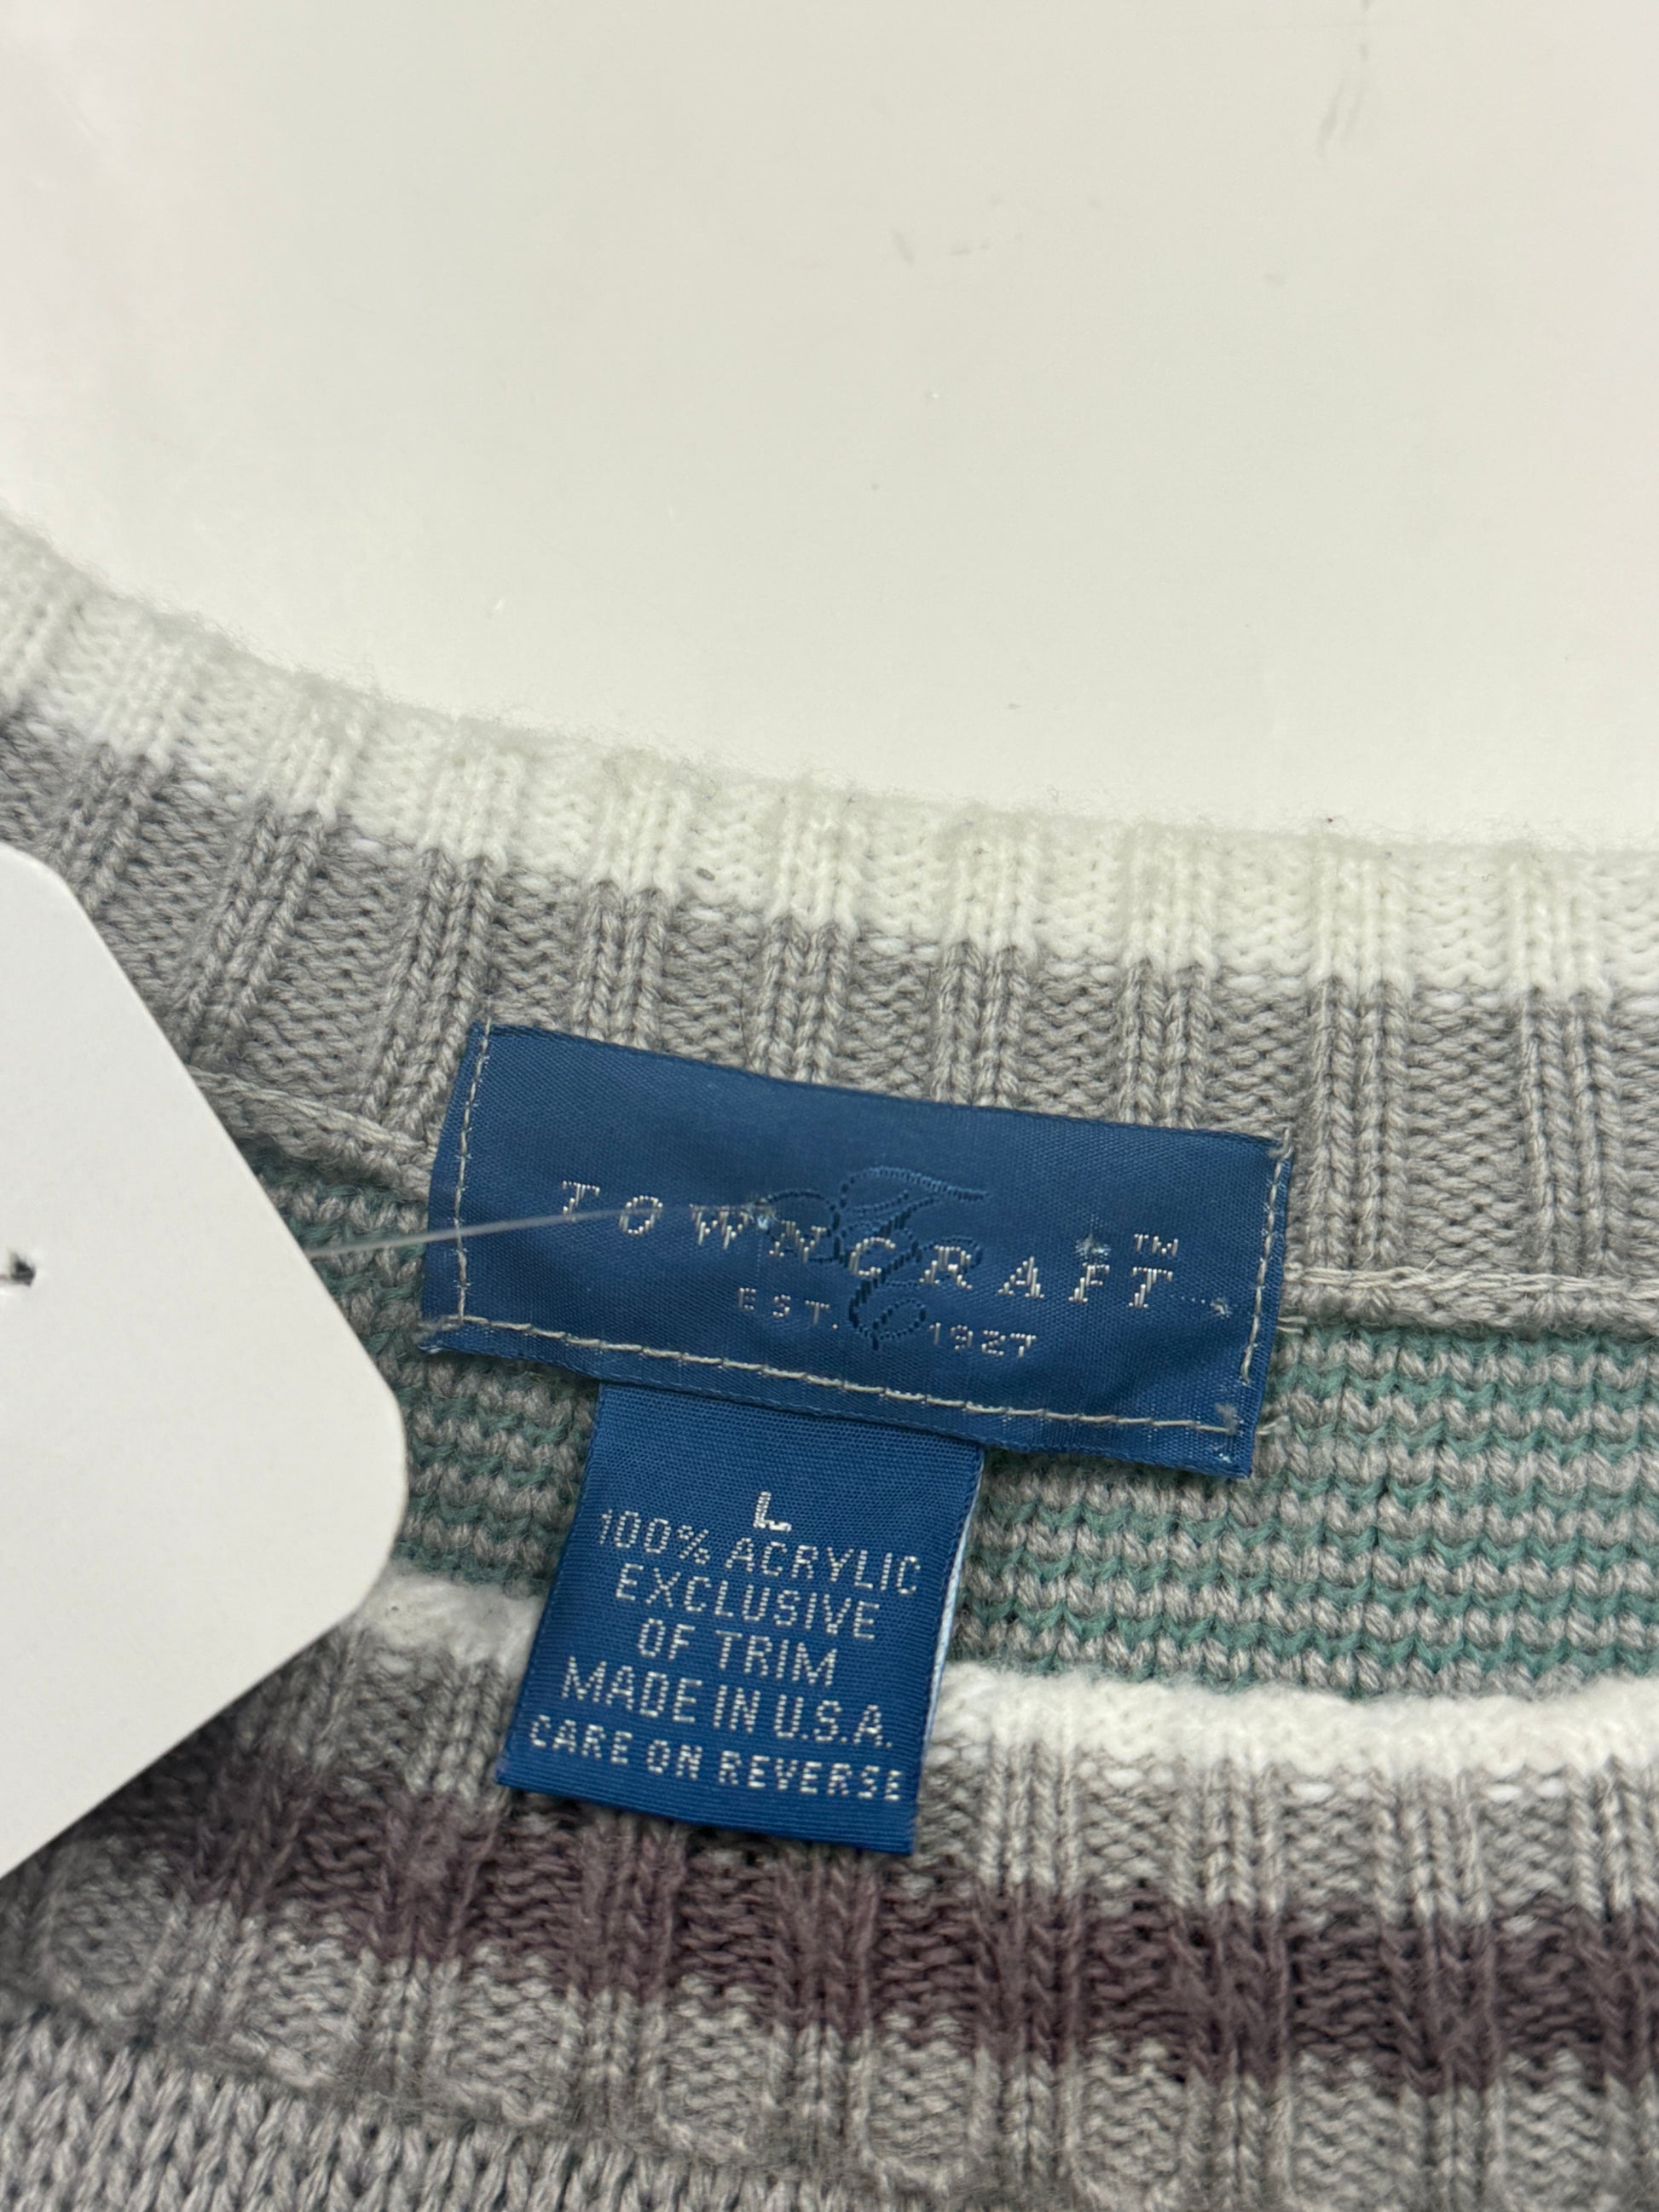 TOWNCRAFT™
EST. 1927
L
100% ACRYLIC
EXCLUSIVE
OF TRIM
MADE IN U.S.A.
CARE ON REVERSE